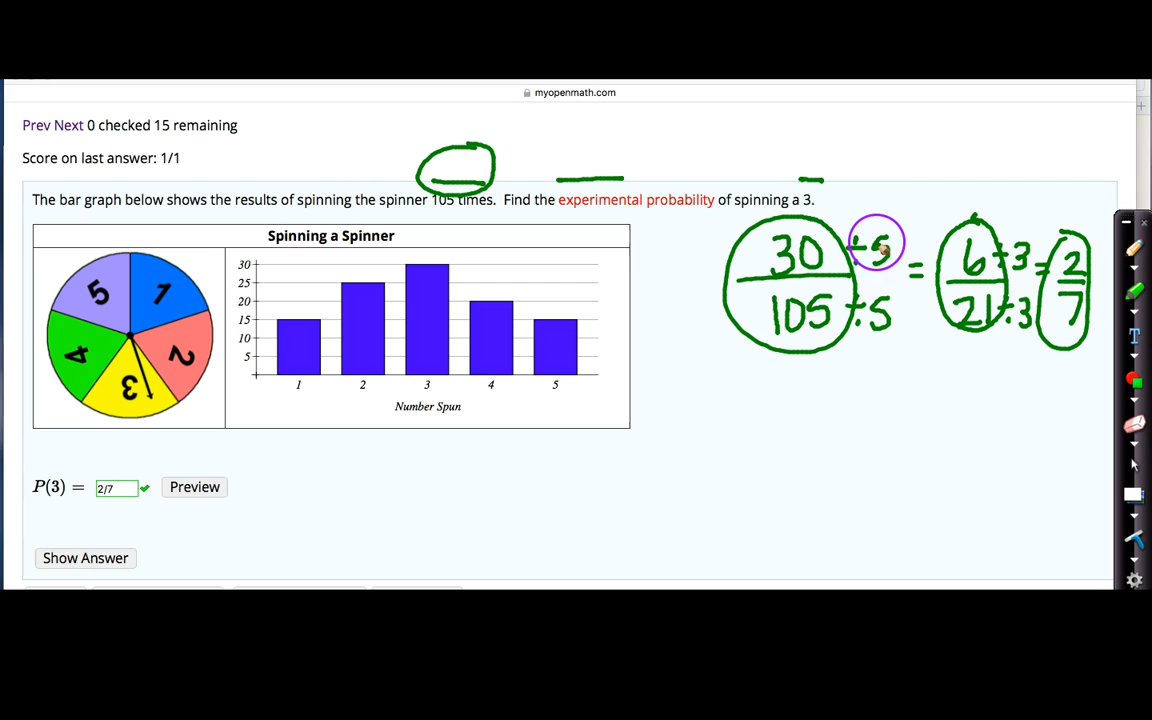 myopenmath.com
Prev Next 0 checked 15 remaining
Score on last answer: 1/1
The bar graph below shows the results of spinning the spinner 105 times. Find the experimental probability of spinning a 3.
Spinning a Spinner
5 1 4 2 3
30
25
20
15
10
5
1 2 3 4 5
Number Spun
30/105 ÷5/÷5 = 6/21 ÷3/÷3 = 2/7
P(3) = 2/7 Preview
Show Answer
T